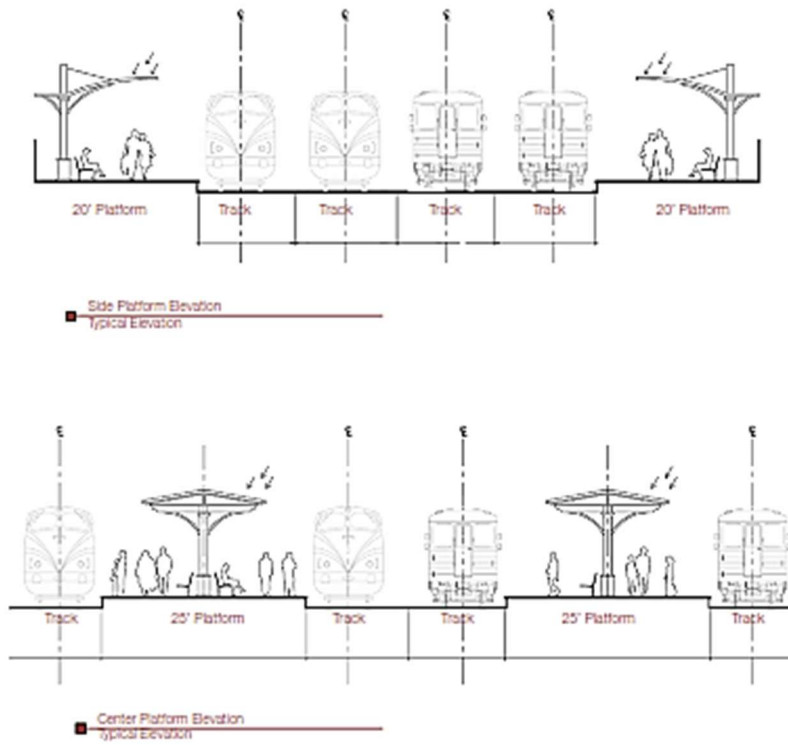 ℄ ℄ ℄ ℄
20' Platform Track Track Track Track 20' Platform
Side Platform Elevation
Typical Elevation
℄ ℄ ℄ ℄
Track 25' Platform Track Track 25' Platform Track
Center Platform Elevation
Typical Elevation